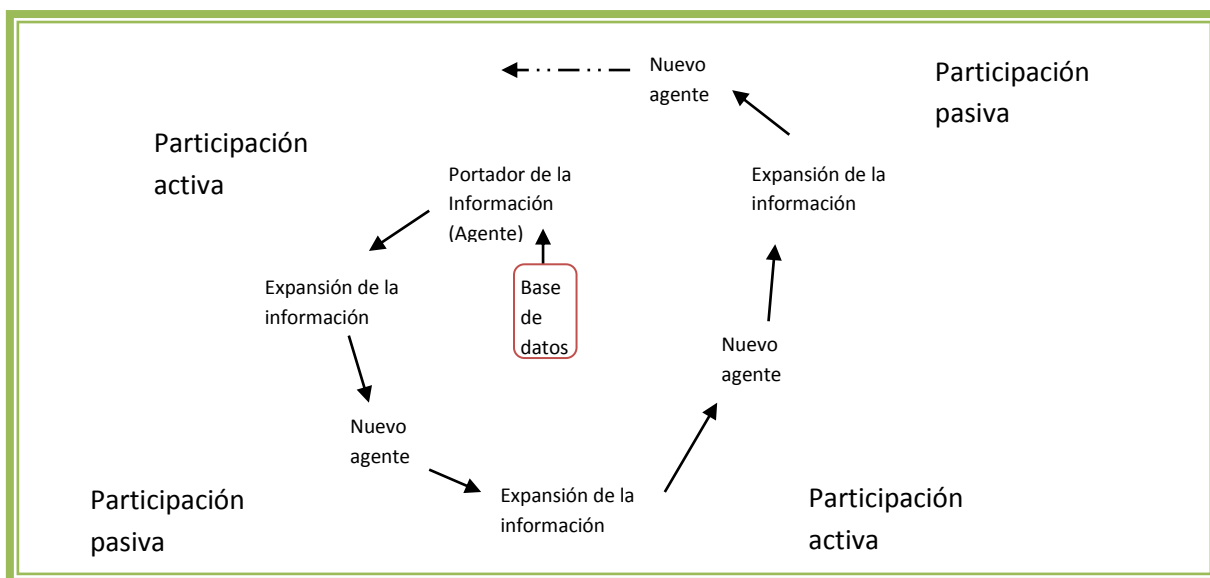 Nuevo
agente
Participación
pasiva
Participación
activa
Portador de la
Información
(Agente)
Expansión de la
información
Expansión de la
información
Base
de
datos
Nuevo
agente
Nuevo
agente
Expansión de la
información
Participación
pasiva
Participación
activa